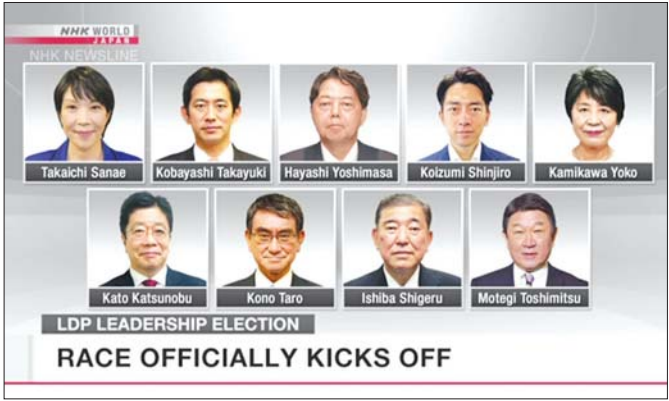 NHK WORLD
JAPAN
NHK NEWSLINE
Takaichi Sanae
Kobayashi Takayuki
Hayashi Yoshimasa
Koizumi Shinjiro
Kamikawa Yoko
Kato Katsunobu
Kono Taro
Ishiba Shigeru
Motegi Toshimitsu
LDP LEADERSHIP ELECTION
RACE OFFICIALLY KICKS OFF